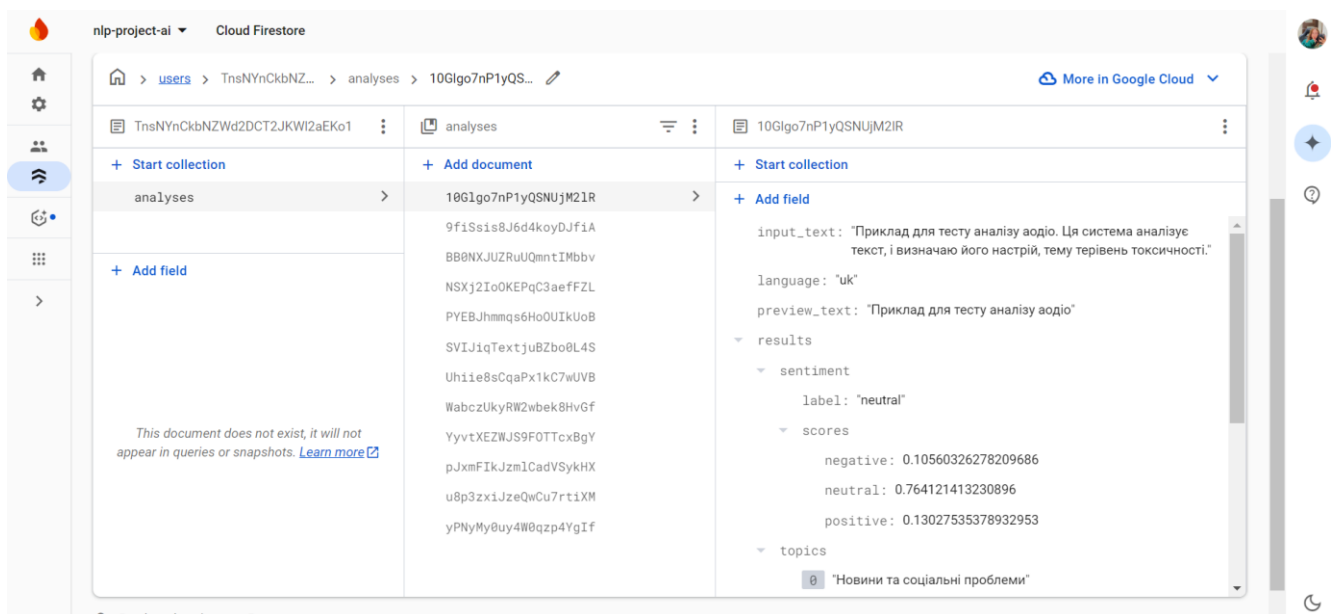 nlp-project-ai
Cloud Firestore
users > TnsNYnCkbNZ... > analyses > 10Glgo7nP1yQS...
More in Google Cloud
TnsNYnCkbNZWd2DCT2JKWl2aEKo1
+ Start collection
analyses
+ Add field
This document does not exist, it will not
appear in queries or snapshots. Learn more
analyses
+ Add document
10Glgo7nP1yQSNUjM2lR
9fiSsis8J6d4koyDJfiA
BB0NXJUZRuUQmntIMbbv
NSXj2IoOKEPqC3aefFZL
PYEBJhmmqs6HoOUIkUoB
SVIJiqTextjuBZbo0L4S
Uhiie8sCqaPx1kC7wUVB
WabczUkyRW2wbek8HvGf
YyvtXEZWJS9FOTTcxBgY
pJxmFIkJzmlCadVSykHX
u8p3zxiJzeQwCu7rtiXM
yPNyMy0uy4W0qzp4YgIf
10Glgo7nP1yQSNUjM2lR
+ Start collection
+ Add field
input_text: "Приклад для тесту аналізу аодіо. Ця система аналізує
текст, і визначаю його настрій, тему терівень токсичності."
language: "uk"
preview_text: "Приклад для тесту аналізу аодіо"
results
sentiment
label: "neutral"
scores
negative: 0.10560326278209686
neutral: 0.764121413230896
positive: 0.13027535378932953
topics
0 "Новини та соціальні проблеми"